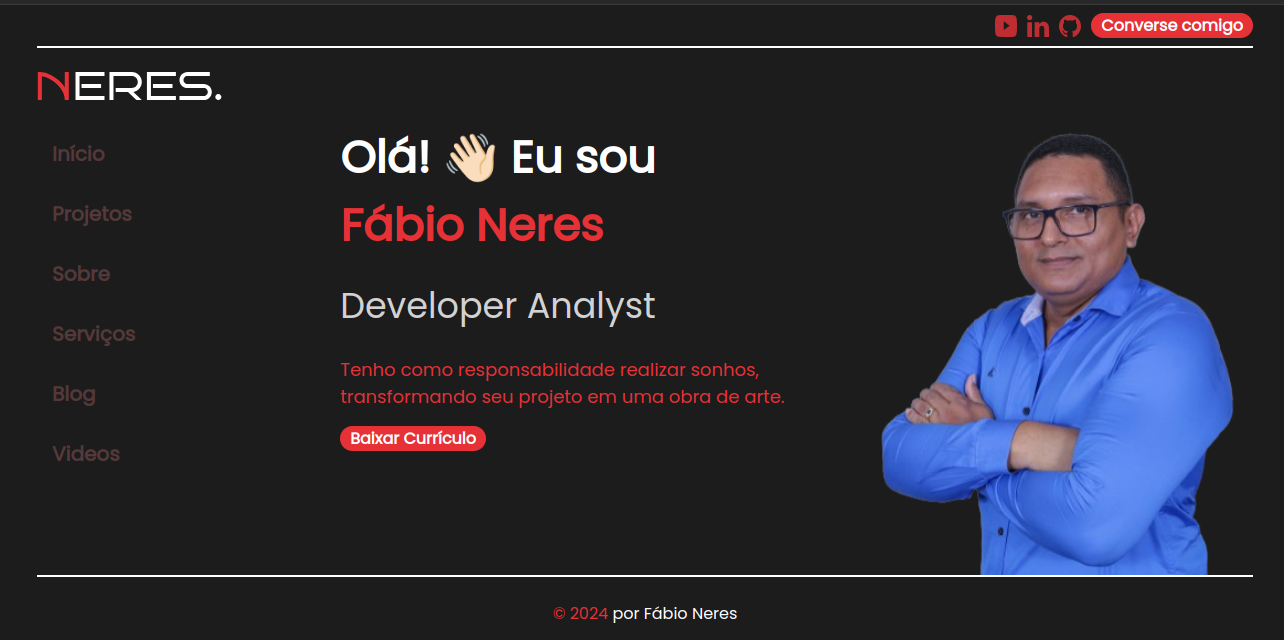 Converse comigo
NERES.
Início
Projetos
Sobre
Serviços
Blog
Videos
Olá! 👋🏻 Eu sou
Fábio Neres
Developer Analyst
Tenho como responsabilidade realizar sonhos,
transformando seu projeto em uma obra de arte.
Baixar Currículo
© 2024 por Fábio Neres